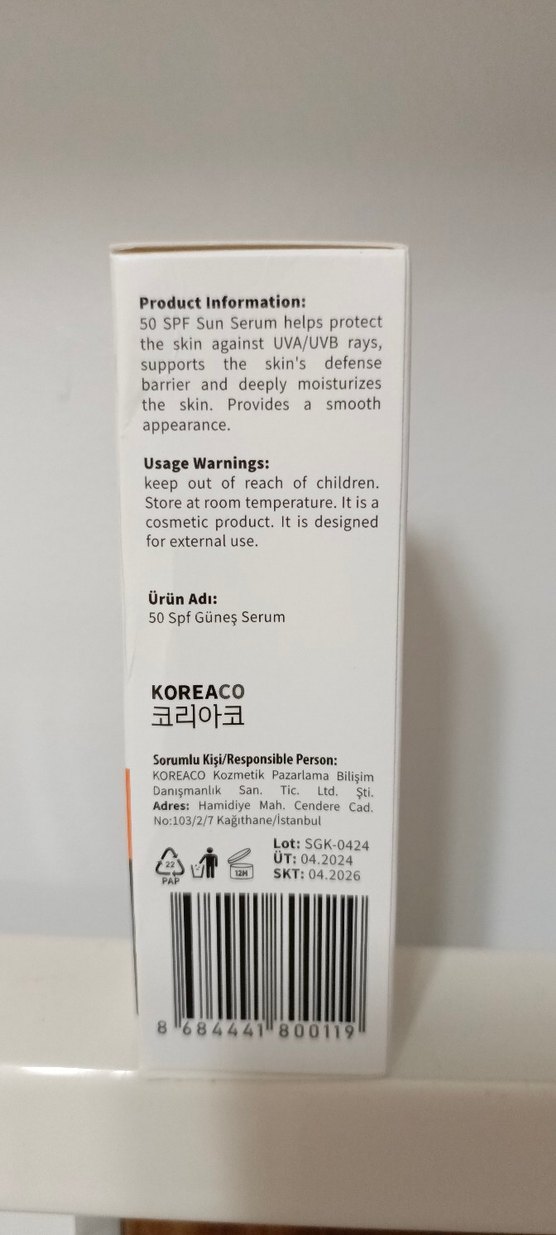 Product Information:
50 SPF Sun Serum helps protect
the skin against UVA/UVB rays,
supports the skin's defense
barrier and deeply moisturizes
the skin. Provides a smooth
appearance.
Usage Warnings:
keep out of reach of children.
Store at room temperature. It is a
cosmetic product. It is designed
for external use.
Ürün Adı:
50 Spf Güneş Serum
KOREACO
코리아코
Sorumlu Kişi/Responsible Person:
KOREACO Kozmetik Pazarlama Bilişim
Danışmanlık San. Tic. Ltd. Şti.
Adres: Hamidiye Mah. Cendere Cad.
No:103/2/7 Kağıthane/İstanbul
Lot: SGK-0424
ÜT: 04.2024
SKT: 04.2026
22
PAP
12M
8 684441 800119